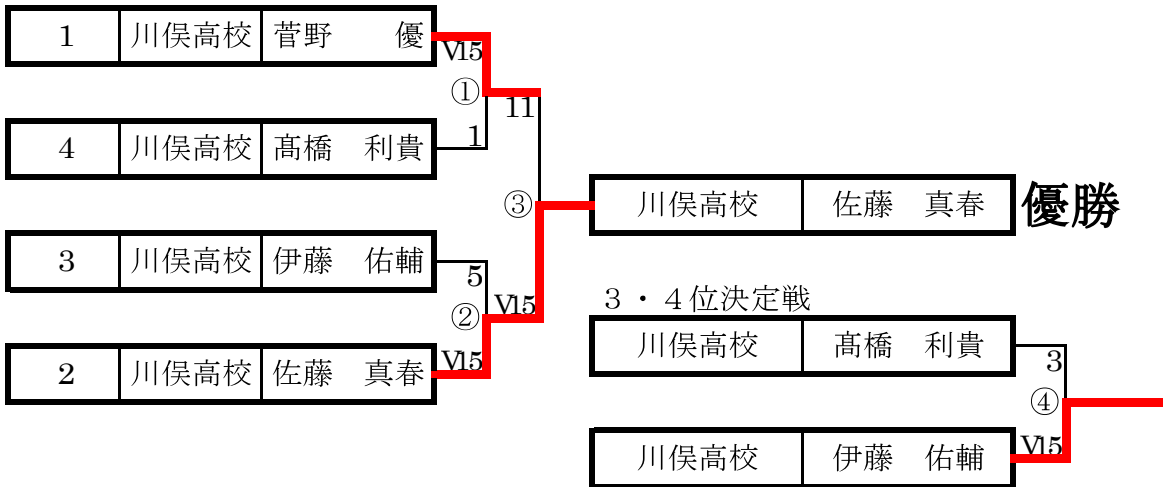 1 川俣高校 菅野　優
V15
①
11
1
4 川俣高校 髙橋　利貴
③
川俣高校 佐藤　真春 優勝
3 川俣高校 伊藤　佑輔
5
②
V15
３・４位決定戦
川俣高校 髙橋　利貴
3
V15
2 川俣高校 佐藤　真春
④
V15
川俣高校 伊藤　佑輔